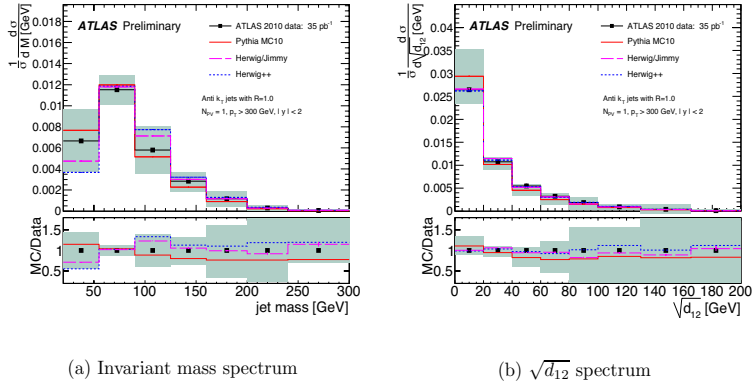 1/σ dσ/dM [GeV]
ATLAS Preliminary
ATLAS 2010 data: 35 pb⁻¹
Pythia MC10
Herwig/Jimmy
Herwig++
Anti k_T jets with R=1.0
N_PV = 1, p_T > 300 GeV, | y | < 2
0.018
0.016
0.014
0.012
0.01
0.008
0.006
0.004
0.002
0
MC/Data
1.5
1
0.5
50 100 150 200 250 300
jet mass [GeV]
(a) Invariant mass spectrum
1/σ dσ/d√d₁₂ [GeV]
ATLAS Preliminary
ATLAS 2010 data: 35 pb⁻¹
Pythia MC10
Herwig/Jimmy
Herwig++
Anti k_T jets with R=1.0
N_PV = 1, p_T > 300 GeV, | y | < 2
0.045
0.04
0.035
0.03
0.025
0.02
0.015
0.01
0.005
0
MC/Data
1.5
1
0.5
0 20 40 60 80 100 120 140 160 180 200
√d₁₂ [GeV]
(b) √d₁₂ spectrum